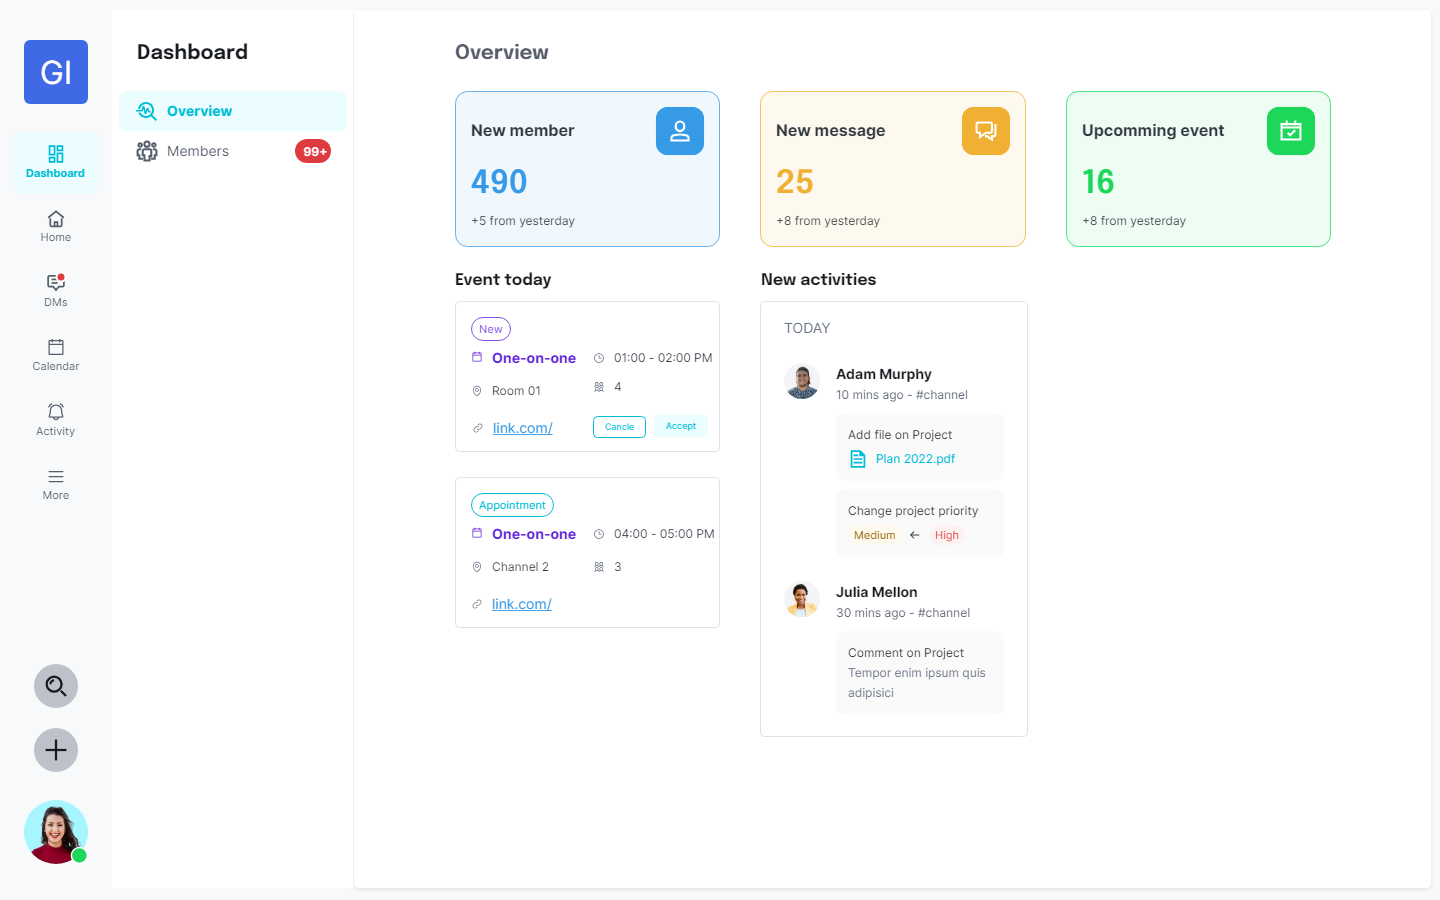 GI
Dashboard
Home
DMs
Calendar
Activity
More
Dashboard
Overview
Members
99+
Overview
New member
490
+5 from yesterday
New message
25
+8 from yesterday
Upcomming event
16
+8 from yesterday
Event today
New
One-on-one
01:00 - 02:00 PM
Room 01
4
link.com/
Cancle
Accept
Appointment
One-on-one
04:00 - 05:00 PM
Channel 2
3
link.com/
New activities
TODAY
Adam Murphy
10 mins ago - #channel
Add file on Project
Plan 2022.pdf
Change project priority
Medium
High
Julia Mellon
30 mins ago - #channel
Comment on Project
Tempor enim ipsum quis
adipisici